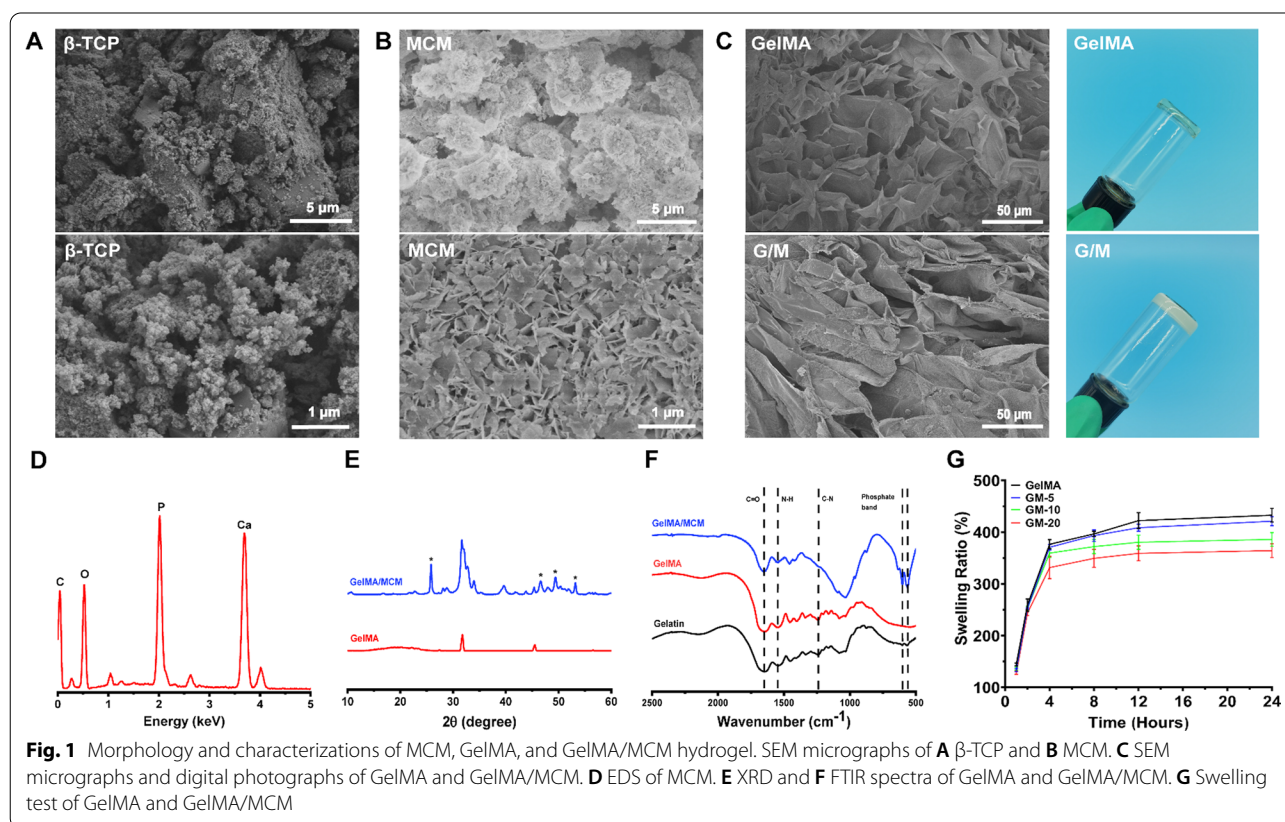 A
β-TCP
5 µm
β-TCP
1 µm
B
MCM
5 µm
MCM
1 µm
C
GelMA
50 µm
G/M
50 µm
GelMA
G/M
D
C
O
P
Ca
0 1 2 3 4 5
Energy (keV)
E
GelMA/MCM
* * * *
GelMA
10 20 30 40 50 60
2θ (degree)
F
C=O
N-H
C-N
Phosphate
band
GelMA/MCM
GelMA
Gelatin
2500 2000 1500 1000 500
Wavenumber (cm-1)
G
GelMA
GM-5
GM-10
GM-20
Swelling Ratio (%)
500
400
300
200
100
0 4 8 12 16 20 24
Time (Hours)
Fig. 1 Morphology and characterizations of MCM, GelMA, and GelMA/MCM hydrogel. SEM micrographs of A β-TCP and B MCM. C SEM
micrographs and digital photographs of GelMA and GelMA/MCM. D EDS of MCM. E XRD and F FTIR spectra of GelMA and GelMA/MCM. G Swelling
test of GelMA and GelMA/MCM